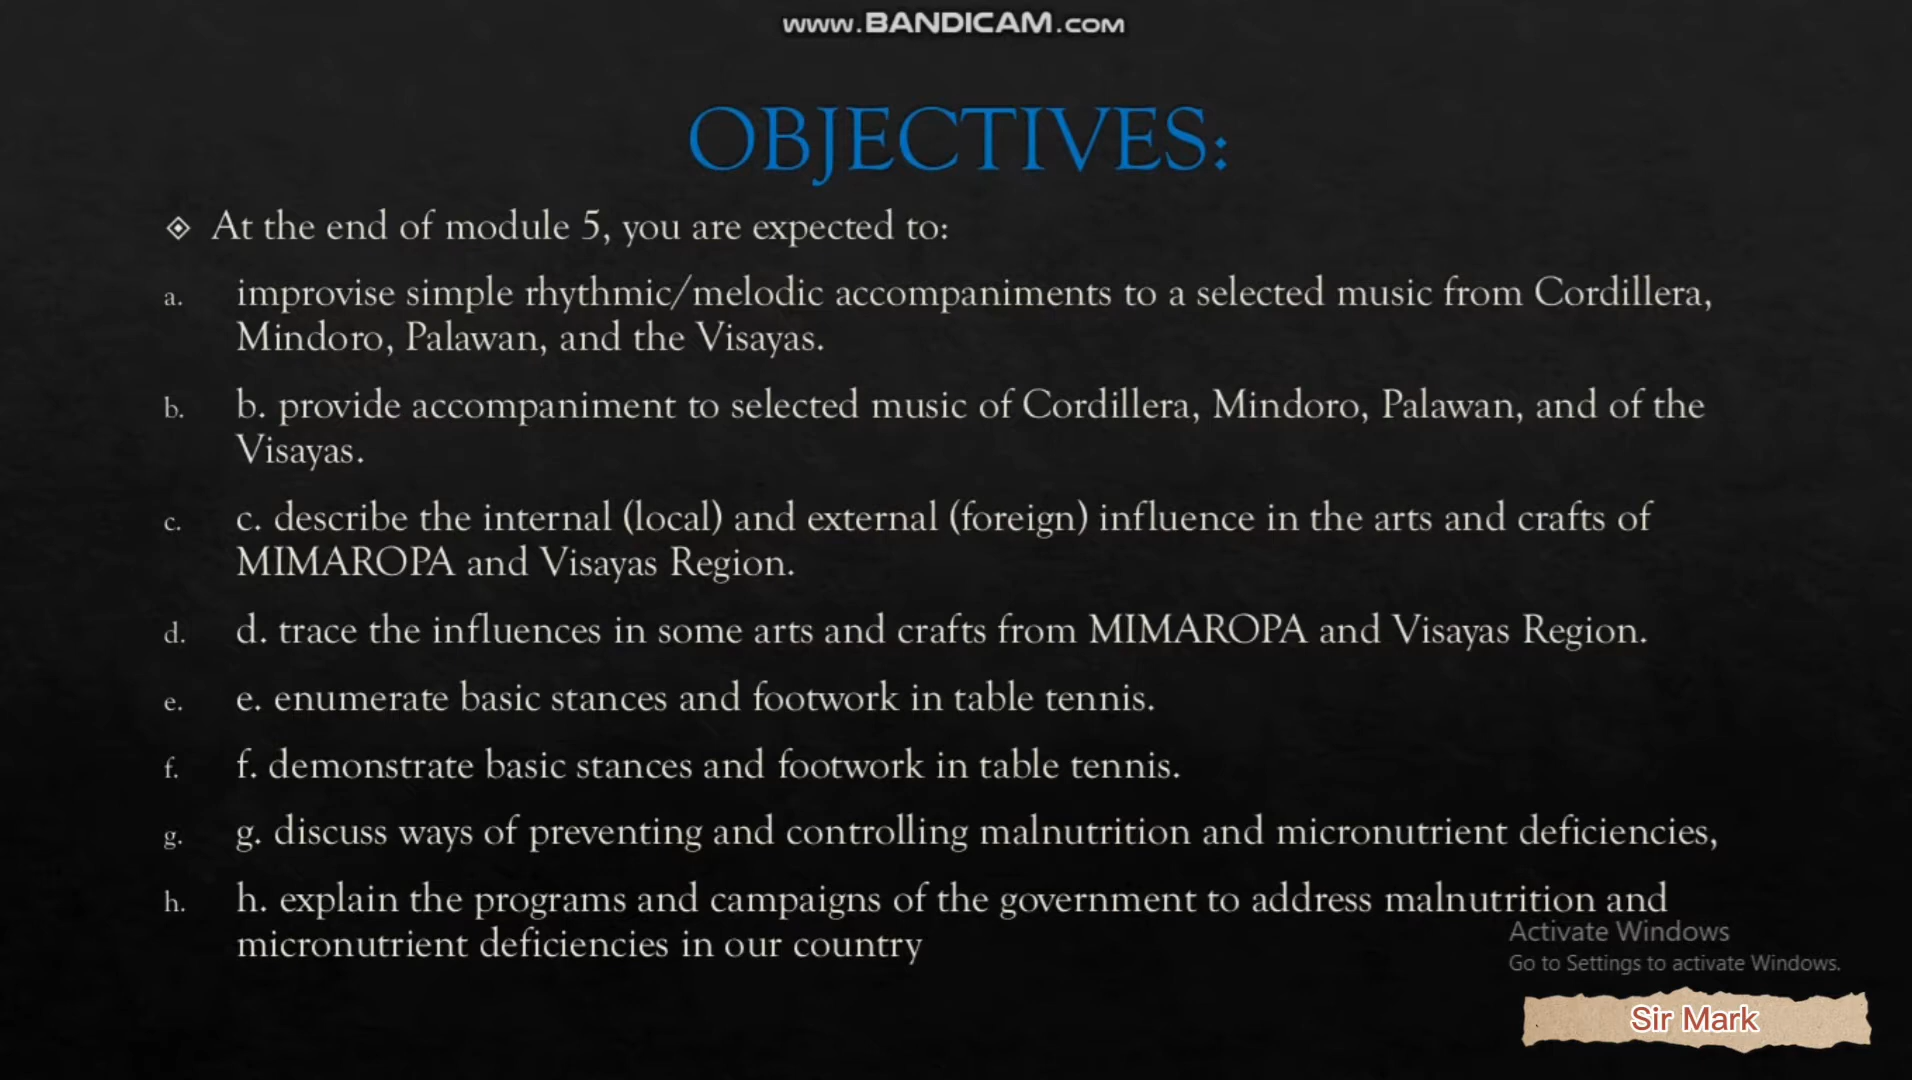 www.BANDICAM.COM
OBJECTIVES:
At the end of module 5, you are expected to:
a. improvise simple rhythmic/melodic accompaniments to a selected music from Cordillera,
Mindoro, Palawan, and the Visayas.
b. b. provide accompaniment to selected music of Cordillera, Mindoro, Palawan, and of the
Visayas.
c. c. describe the internal (local) and external (foreign) influence in the arts and crafts of
MIMAROPA and Visayas Region.
d. d. trace the influences in some arts and crafts from MIMAROPA and Visayas Region.
e. e. enumerate basic stances and footwork in table tennis.
f. f. demonstrate basic stances and footwork in table tennis.
g. g. discuss ways of preventing and controlling malnutrition and micronutrient deficiencies,
h. h. explain the programs and campaigns of the government to address malnutrition and
micronutrient deficiencies in our country
Activate Windows
Go to Settings to activate Windows.
Sir Mark